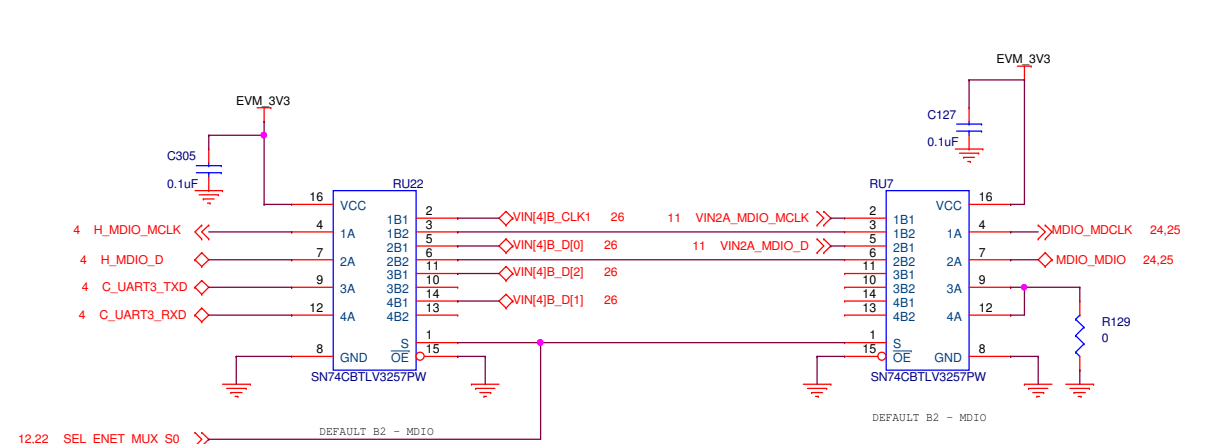 EVM_3V3
EVM_3V3
C127
0.1uF
C305
0.1uF
RU22
RU7
16 VCC
VCC 16
1B1 2 VIN[4]B_CLK1 26
11 VIN2A_MDIO_MCLK 2 1B1
4 H_MDIO_MCLK 4 1A
1B2 3
3 1B2
1A 4 MDIO_MDCLK 24,25
2B1 5 VIN[4]B_D[0] 26
11 VIN2A_MDIO_D 5 2B1
4 H_MDIO_D 7 2A
2B2 6
6 2B2
2A 7 MDIO_MDIO 24,25
3B1 11 VIN[4]B_D[2] 26
11 3B1
4 C_UART3_TXD 9 3A
3B2 10
10 3B2
3A 9
4B1 14 VIN[4]B_D[1] 26
14 4B1
4 C_UART3_RXD 12 4A
4B2 13
13 4B2
4A 12
R129
0
S 1
1 S
8 GND
OE 15
15 OE
GND 8
SN74CBTLV3257PW
SN74CBTLV3257PW
DEFAULT B2 - MDIO
DEFAULT B2 - MDIO
12,22 SEL_ENET_MUX_S0